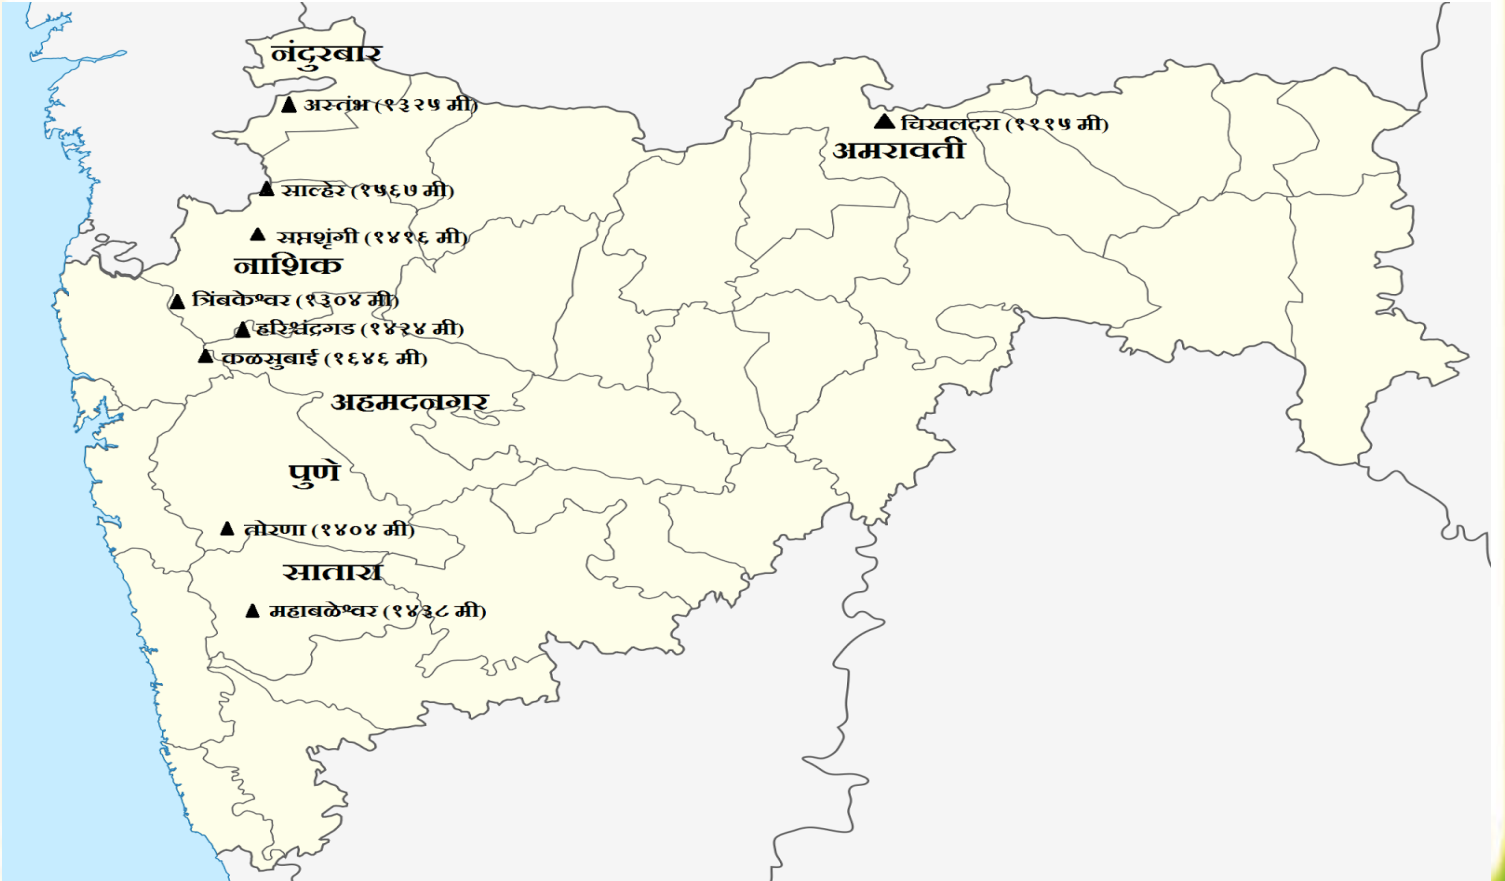 नंदुरबार
अस्तंभ (१३२५ मी)
चिखलदरा (१११५ मी)
अमरावती
साल्हेर (१५६७ मी)
सप्तशृंगी (१४१६ मी)
नाशिक
त्रिंबकेश्वर (१३०४ मी)
हरिश्चंद्रगड (१४२४ मी)
कळसुबाई (१६४६ मी)
अहमदनगर
पुणे
तोरणा (१४०४ मी)
सातारा
महाबळेश्वर (१४३८ मी)